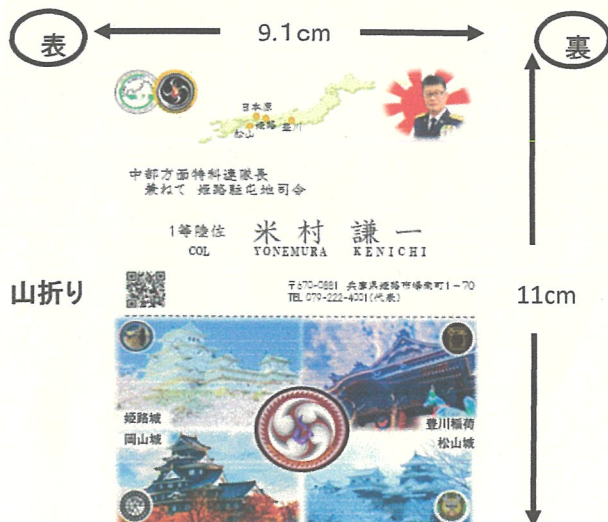 表
9.1cm
裏
日本原
姫路
豊川
松山
中部方面特科連隊長
兼ねて 姫路駐屯地司令
1等陸佐 米村 謙一
COL YONEMURA KENICHI
山折り
〒670-0881 兵庫県姫路市峰南町1-70
TEL 079-222-4001(代表)
11cm
姫路城
豊川稲荷
岡山城
松山城